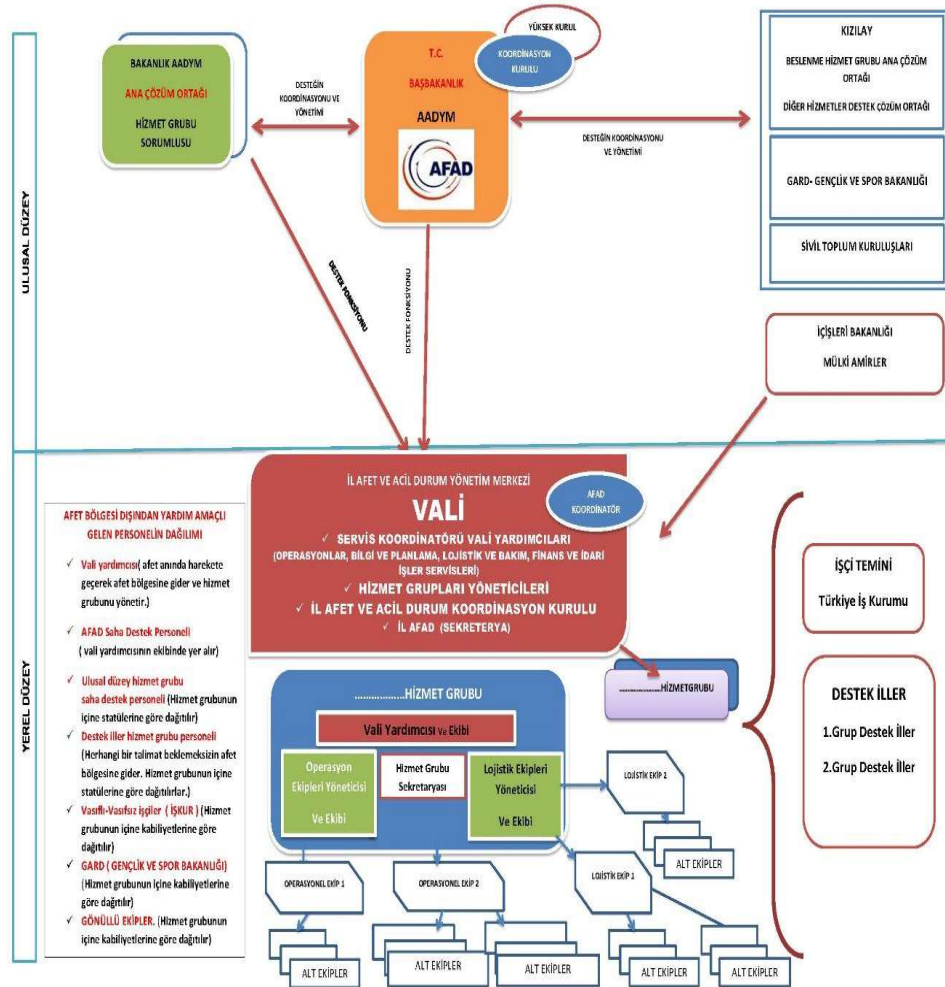 ULUSAL DÜZEY
BAKANLIK AADYM
ANA ÇÖZÜM ORTAĞI
HİZMET GRUBU
SORUMLUSU
DESTEĞİN
KOORDİNASYONU VE
YÖNETİMİ
T.C.
BAŞBAKANLIK
AADYM
AFAD
YÜKSEK KURUL
KOORDİNASYON
KURULU
DESTEĞİN KOORDİNASYONU
VE YÖNETİMİ
KIZILAY
BESLENME HİZMET GRUBU ANA ÇÖZÜM
ORTAĞI
DİĞER HİZMETLER DESTEK ÇÖZÜM ORTAĞI
GARD- GENÇLİK VE SPOR BAKANLIĞI
SİVİL TOPLUM KURULUŞLARI
DESTEK FONKSİYONU
DESTEK FONKSİYONU
İÇİŞLERİ BAKANLIĞI
MÜLKİ AMİRLER
YEREL DÜZEY
AFET BÖLGESİ DIŞINDAN YARDIM AMAÇLI
GELEN PERSONELİN DAĞILIMI
✓ Vali yardımcısı( afet anında harekete
geçerek afet bölgesine gider ve hizmet
grubunu yönetir.)
✓ AFAD Saha Destek Personeli
( vali yardımcısının ekibinde yer alır)
✓ Ulusal düzey hizmet grubu
saha destek personeli (Hizmet grubunun
içine statülerine göre dağıtılır)
✓ Destek iller hizmet grubu personeli
(Herhangi bir talimat beklemeksizin afet
bölgesine gider. Hizmet grubunun içine
statülerine göre dağıtılırlar.)
✓ Vasıflı-Vasıfsız işçiler ( İŞKUR ) (Hizmet
grubunun içine kabiliyetlerine göre
dağıtılır)
✓ GARD ( GENÇLİK VE SPOR BAKANLIĞI)
(Hizmet grubunun içine kabiliyetlerine
göre dağıtılır)
✓ GÖNÜLLÜ EKİPLER. (Hizmet grubunun
içine kabiliyetlerine göre dağıtılır)
İL AFET VE ACİL DURUM YÖNETİM MERKEZİ
VALİ
AFAD
KOORDİNATÖR
✓ SERVİS KOORDİNATÖRÜ VALİ YARDIMCILARI
(OPERASYONLAR, BİLGİ VE PLANLAMA, LOJİSTİK VE BAKIM, FİNANS VE İDARİ
İŞLER SERVİSLERİ)
✓ HİZMET GRUPLARI YÖNETİCİLERİ
✓ İL AFET VE ACİL DURUM KOORDİNASYON KURULU
✓ İL AFAD (SEKRETERYA)
.................HİZMET GRUBU
Vali Yardımcısı Ve Ekibi
Operasyon
Ekipleri Yöneticisi
Ve Ekibi
Hizmet Grubu
Sekretaryası
Lojistik Ekipleri
Yöneticisi
Ve Ekibi
.................HİZMETGRUBU
LOJİSTİK EKİP 2
ALT EKİPLER
OPERASYONEL EKİP 1
OPERASYONEL EKİP 2
LOJİSTİK EKİP 1
ALT EKİPLER
ALT EKİPLER
ALT EKİPLER
ALT EKİPLER
ALT EKİPLER
İŞÇİ TEMİNİ
Türkiye İş Kurumu
DESTEK İLLER
1.Grup Destek İller
2.Grup Destek İller